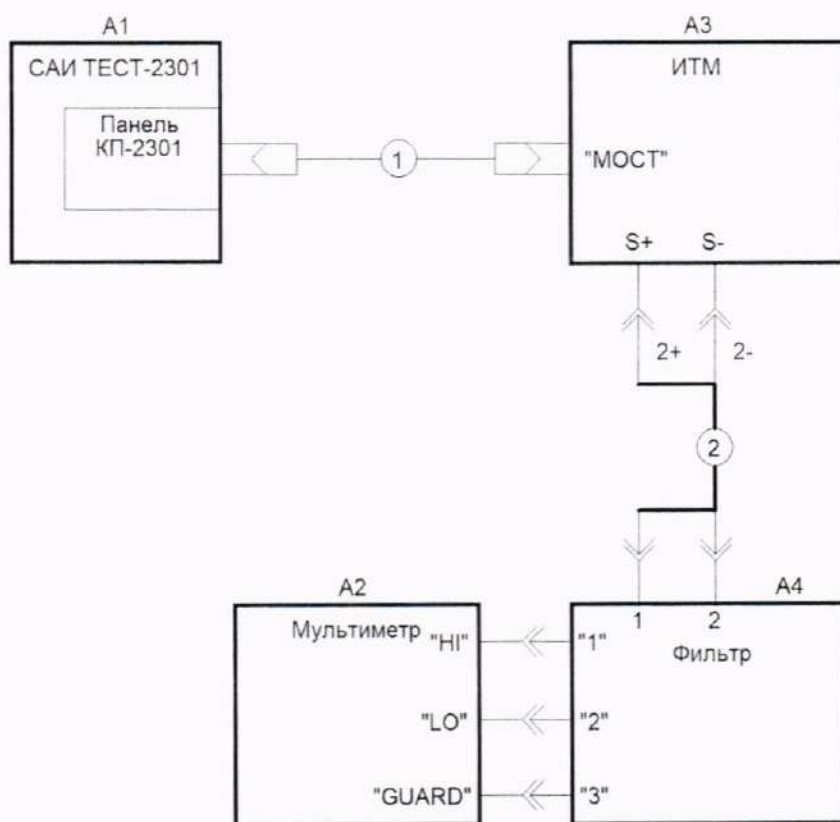 A1
A3
САИ ТЕСТ-2301
Панель
КП-2301
1
ИТМ
"МОСТ"
S+ S-
2+ 2-
2
A2
A4
1 2
Мультиметр
Фильтр
"HI" "1"
"LO" "2"
"GUARD" "3"